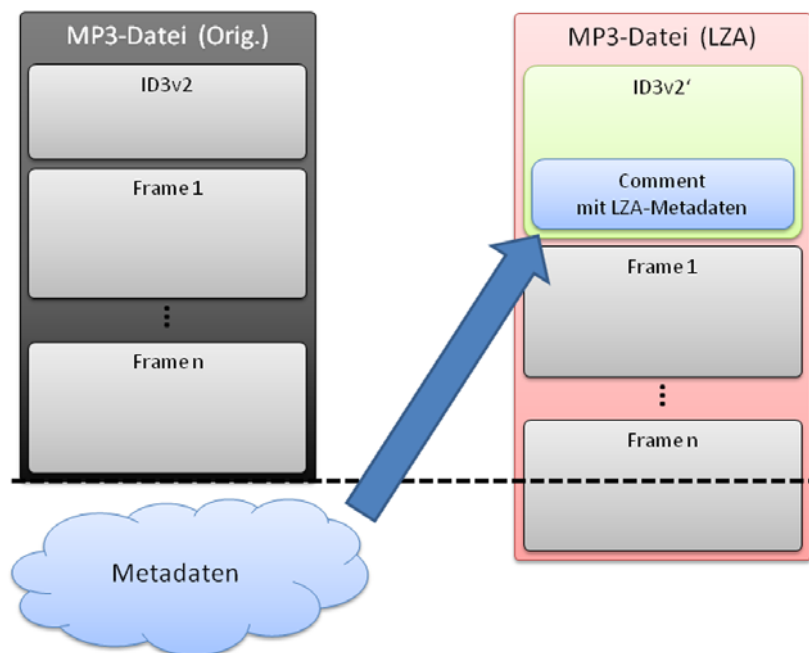 MP3-Datei (Orig.)
ID3v2
Frame 1
⋮
Frame n
Metadaten
MP3-Datei (LZA)
ID3v2‘
Comment
mit LZA-Metadaten
Frame 1
⋮
Frame n